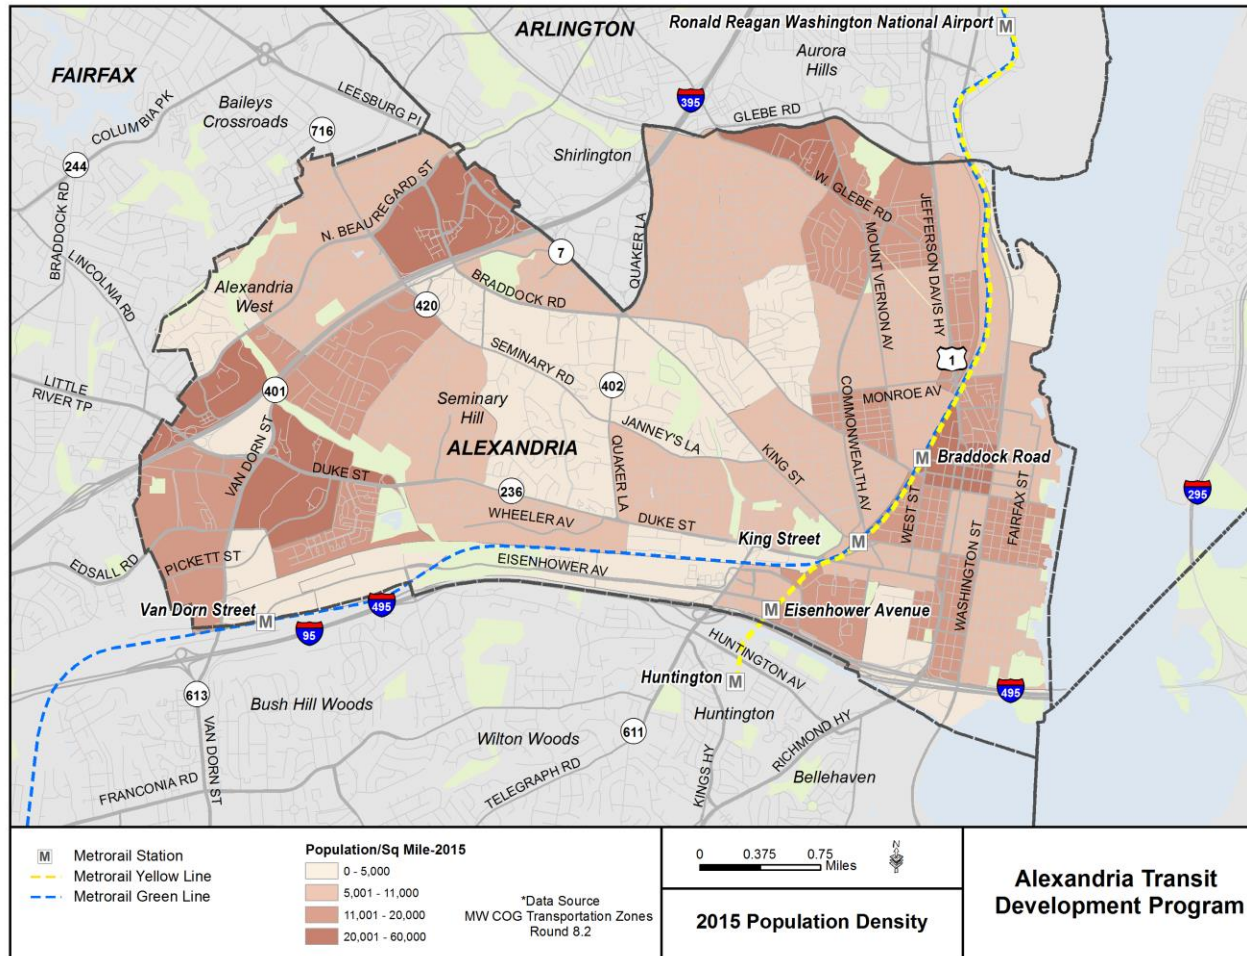 Ronald Reagan Washington National Airport
M
ARLINGTON
Aurora
Hills
FAIRFAX
COLUMBIA PK
LEESBURG PI
Baileys
Crossroads
395
GLEBE RD
716
244
Shirlington
BRADDOCK RD
N. BEAUREGARD ST
W. GLEBE RD
QUAKER LA
JEFFERSON DAVIS HY
MOUNT VERNON AV
LINCOLNIA RD
7
BRADDOCK RD
Alexandria
West
420
SEMINARY RD
1
LITTLE
RIVER TP
401
402
MONROE AV
COMMONWEALTH AV
Seminary
Hill
JANNEY'S LA
KING ST
ALEXANDRIA
VAN DORN ST
DUKE ST
QUAKER LA
M
Braddock Road
236
WHEELER AV
DUKE ST
WEST ST
FAIRFAX ST
295
King Street
M
WASHINGTON ST
EDSALL RD
PICKETT ST
EISENHOWER AV
Van Dorn Street
M
495
95
M
Eisenhower Avenue
HUNTINGTON AV
Huntington
M
495
613
Bush Hill Woods
Huntington
VAN DORN ST
611
Wilton Woods
RICHMOND HY
FRANCONIA RD
TELEGRAPH RD
KINGS HY
Bellehaven
M Metrorail Station
Metrorail Yellow Line
Metrorail Green Line
Population/Sq Mile-2015
0 - 5,000
5,001 - 11,000
11,001 - 20,000
20,001 - 60,000
*Data Source
MW COG Transportation Zones
Round 8.2
0 0.375 0.75
Miles
N
2015 Population Density
Alexandria Transit
Development Program